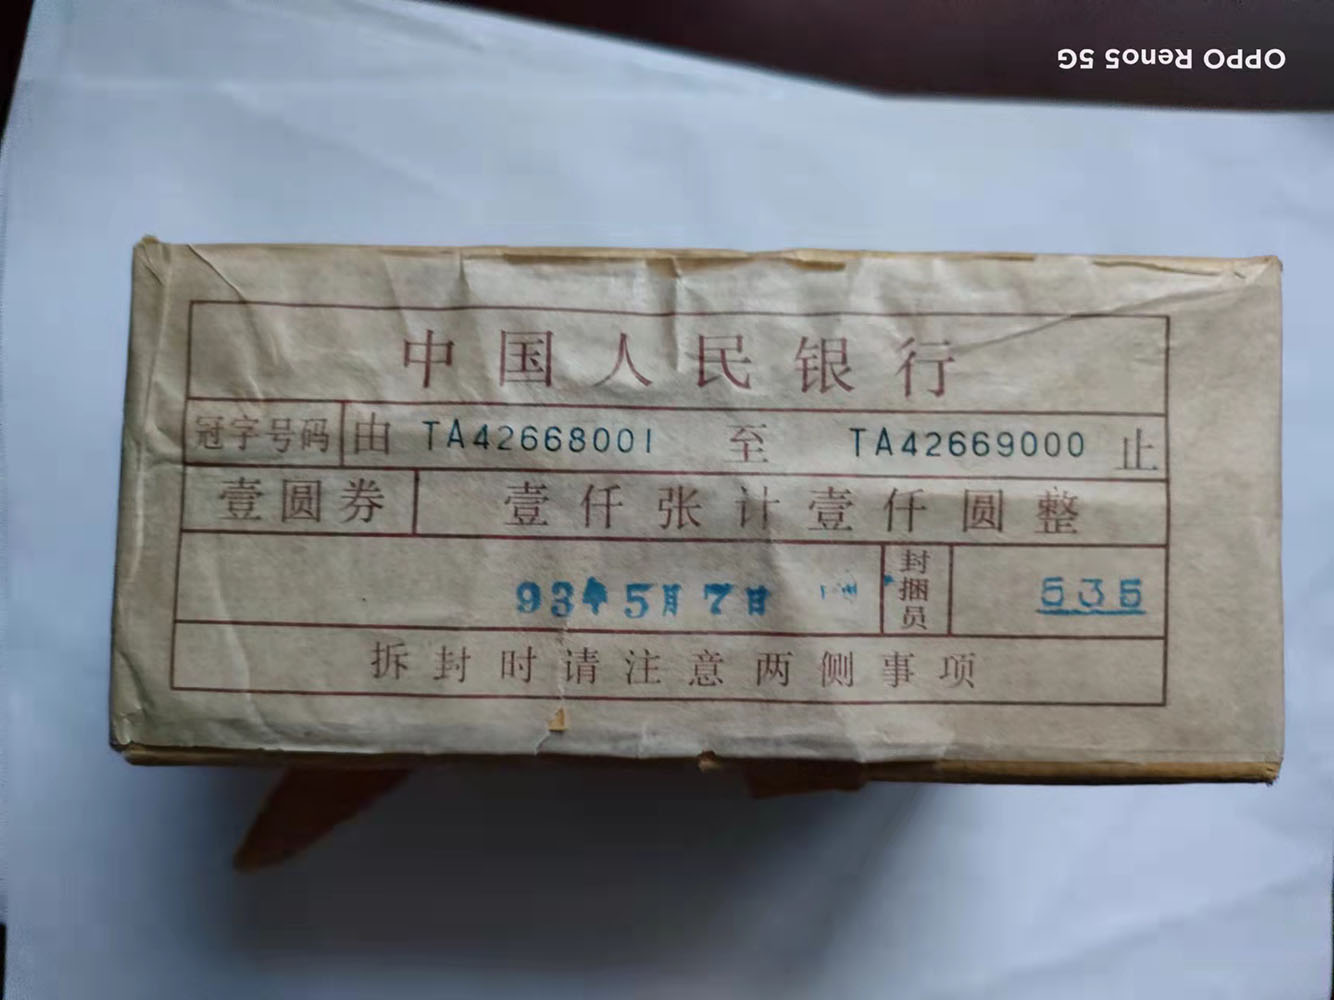 OPPO Reno5 5G
中国人民银行
冠字号码 由 TA42668001 至 TA42669000 止
壹圆券 壹仟张计壹仟圆整
93年5月7日 封捆员 535
拆封时请注意两侧事项